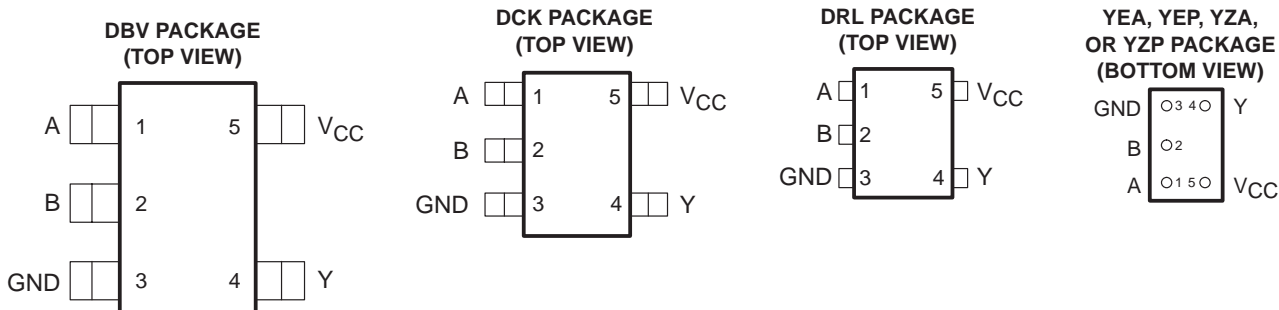 DBV PACKAGE
(TOP VIEW)
A 1 5 VCC
B 2
GND 3 4 Y
DCK PACKAGE
(TOP VIEW)
A 1 5 VCC
B 2
GND 3 4 Y
DRL PACKAGE
(TOP VIEW)
A 1 5 VCC
B 2
GND 3 4 Y
YEA, YEP, YZA,
OR YZP PACKAGE
(BOTTOM VIEW)
GND 3 4 Y
B 2
A 1 5 VCC